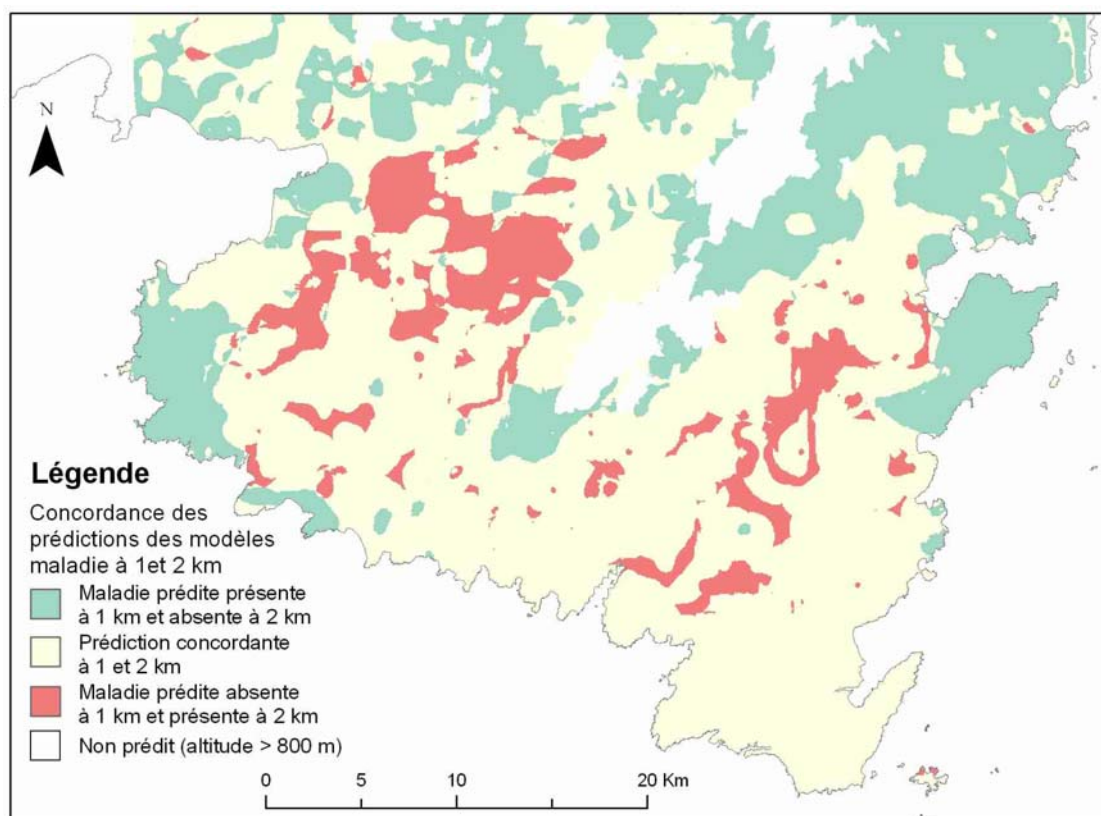 N
Légende
Concordance des
prédictions des modèles
maladie à 1et 2 km
Maladie prédite présente
à 1 km et absente à 2 km
Prédiction concordante
à 1 et 2 km
Maladie prédite absente
à 1 km et présente à 2 km
Non prédit (altitude > 800 m)
0 5 10 20 Km